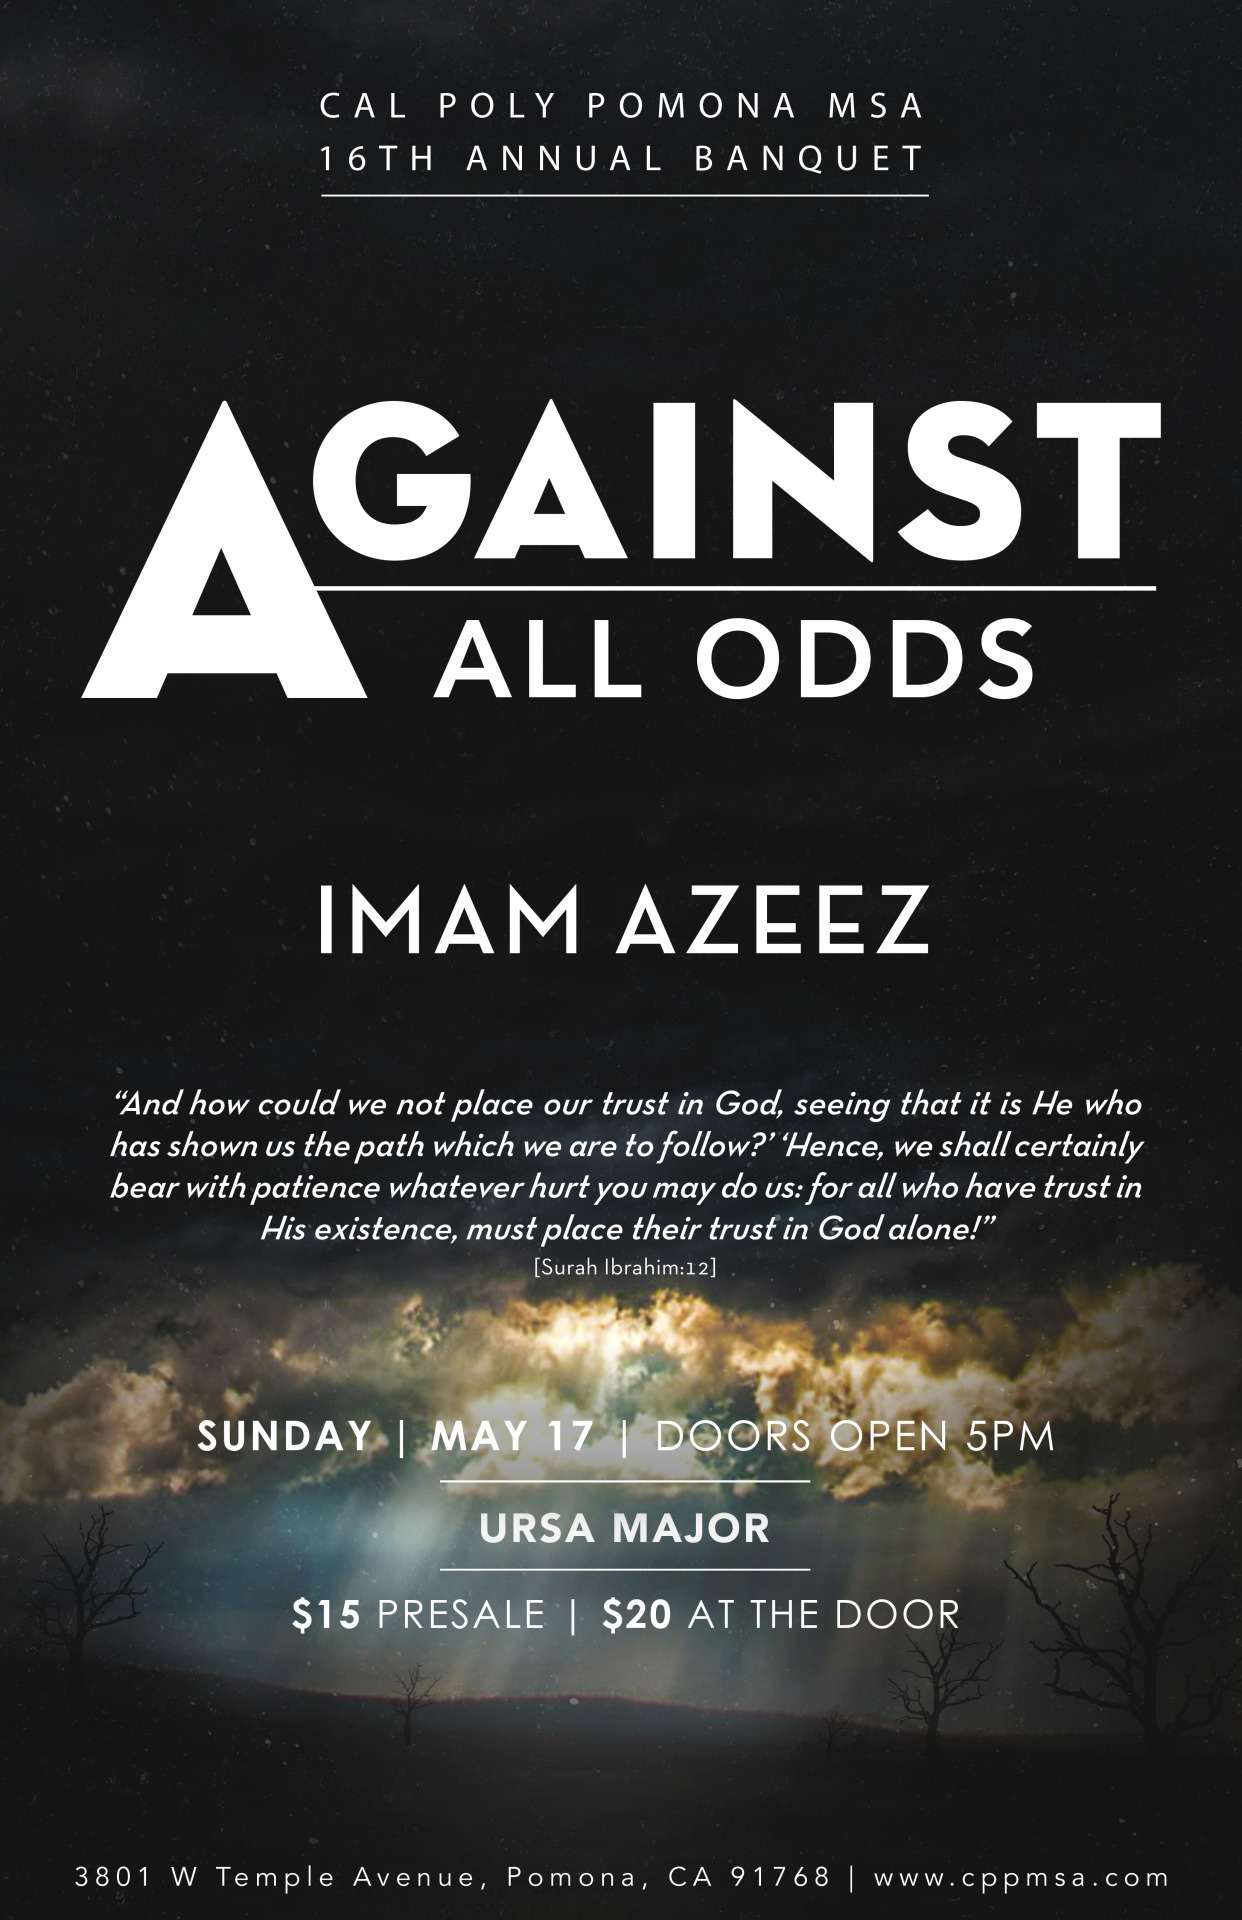 CAL POLY POMONA MSA
16TH ANNUAL BANQUET
AGAINST
ALL ODDS
IMAM AZEEZ
“And how could we not place our trust in God, seeing that it is He who
has shown us the path which we are to follow?’ ‘Hence, we shall certainly
bear with patience whatever hurt you may do us: for all who have trust in
His existence, must place their trust in God alone!”
[Surah Ibrahim:12]
SUNDAY | MAY 17 | DOORS OPEN 5PM
URSA MAJOR
$15 PRESALE | $20 AT THE DOOR
3801 W Temple Avenue, Pomona, CA 91768 | www.cppmsa.com